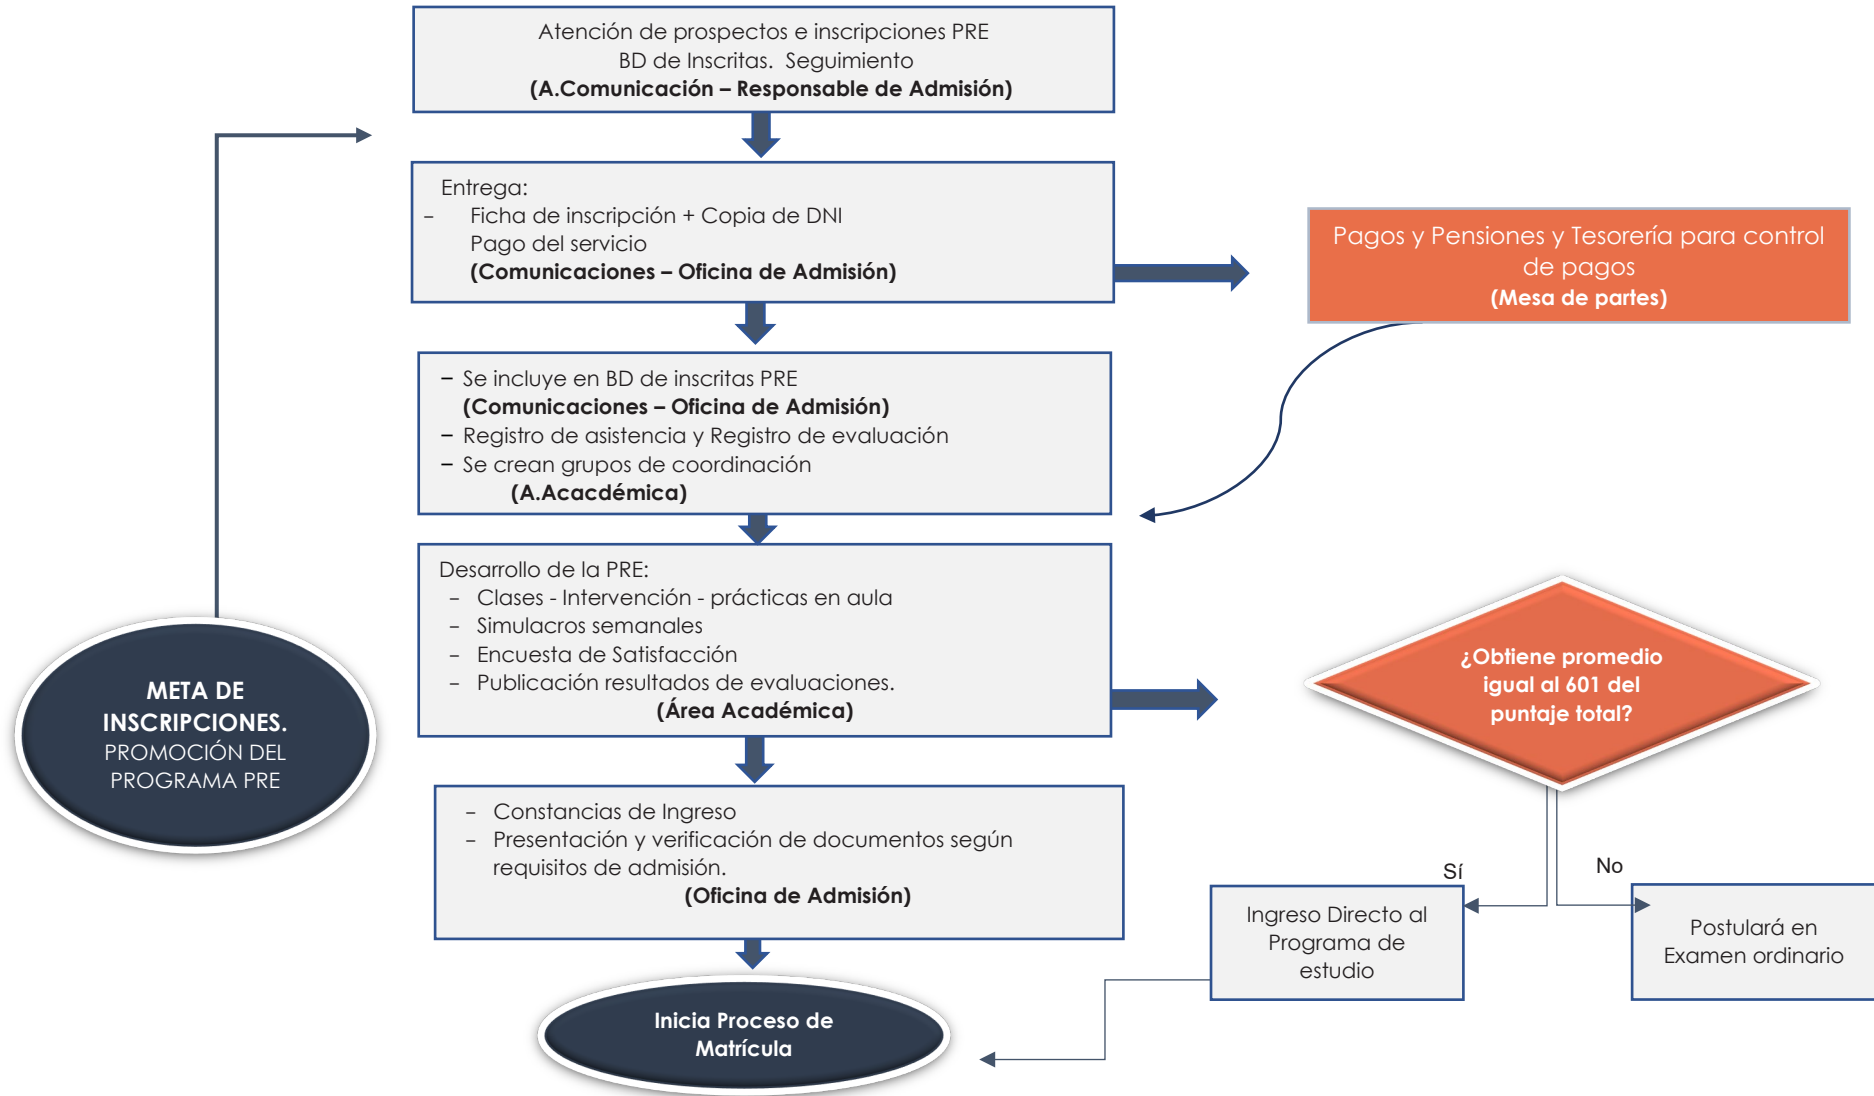 Atención de prospectos e inscripciones PRE
BD de Inscritas.  Seguimiento
(A.Comunicación – Responsable de Admisión)
Entrega:
- Ficha de inscripción + Copia de DNI
Pago del servicio
(Comunicaciones – Oficina de Admisión)
Pagos y Pensiones y Tesorería para control
de pagos
(Mesa de partes)
- Se incluye en BD de inscritas PRE
(Comunicaciones – Oficina de Admisión)
- Registro de asistencia y Registro de evaluación
- Se crean grupos de coordinación
(A.Acacdémica)
Desarrollo de la PRE:
- Clases - Intervención - prácticas en aula
- Simulacros semanales
- Encuesta de Satisfacción
- Publicación resultados de evaluaciones.
(Área Académica)
¿Obtiene promedio
igual al 601 del
puntaje total?
META DE
INSCRIPCIONES.
PROMOCIÓN DEL
PROGRAMA PRE
- Constancias de Ingreso
- Presentación y verificación de documentos según
requisitos de admisión.
(Oficina de Admisión)
Sí
No
Ingreso Directo al
Programa de
estudio
Postulará en
Examen ordinario
Inicia Proceso de
Matrícula